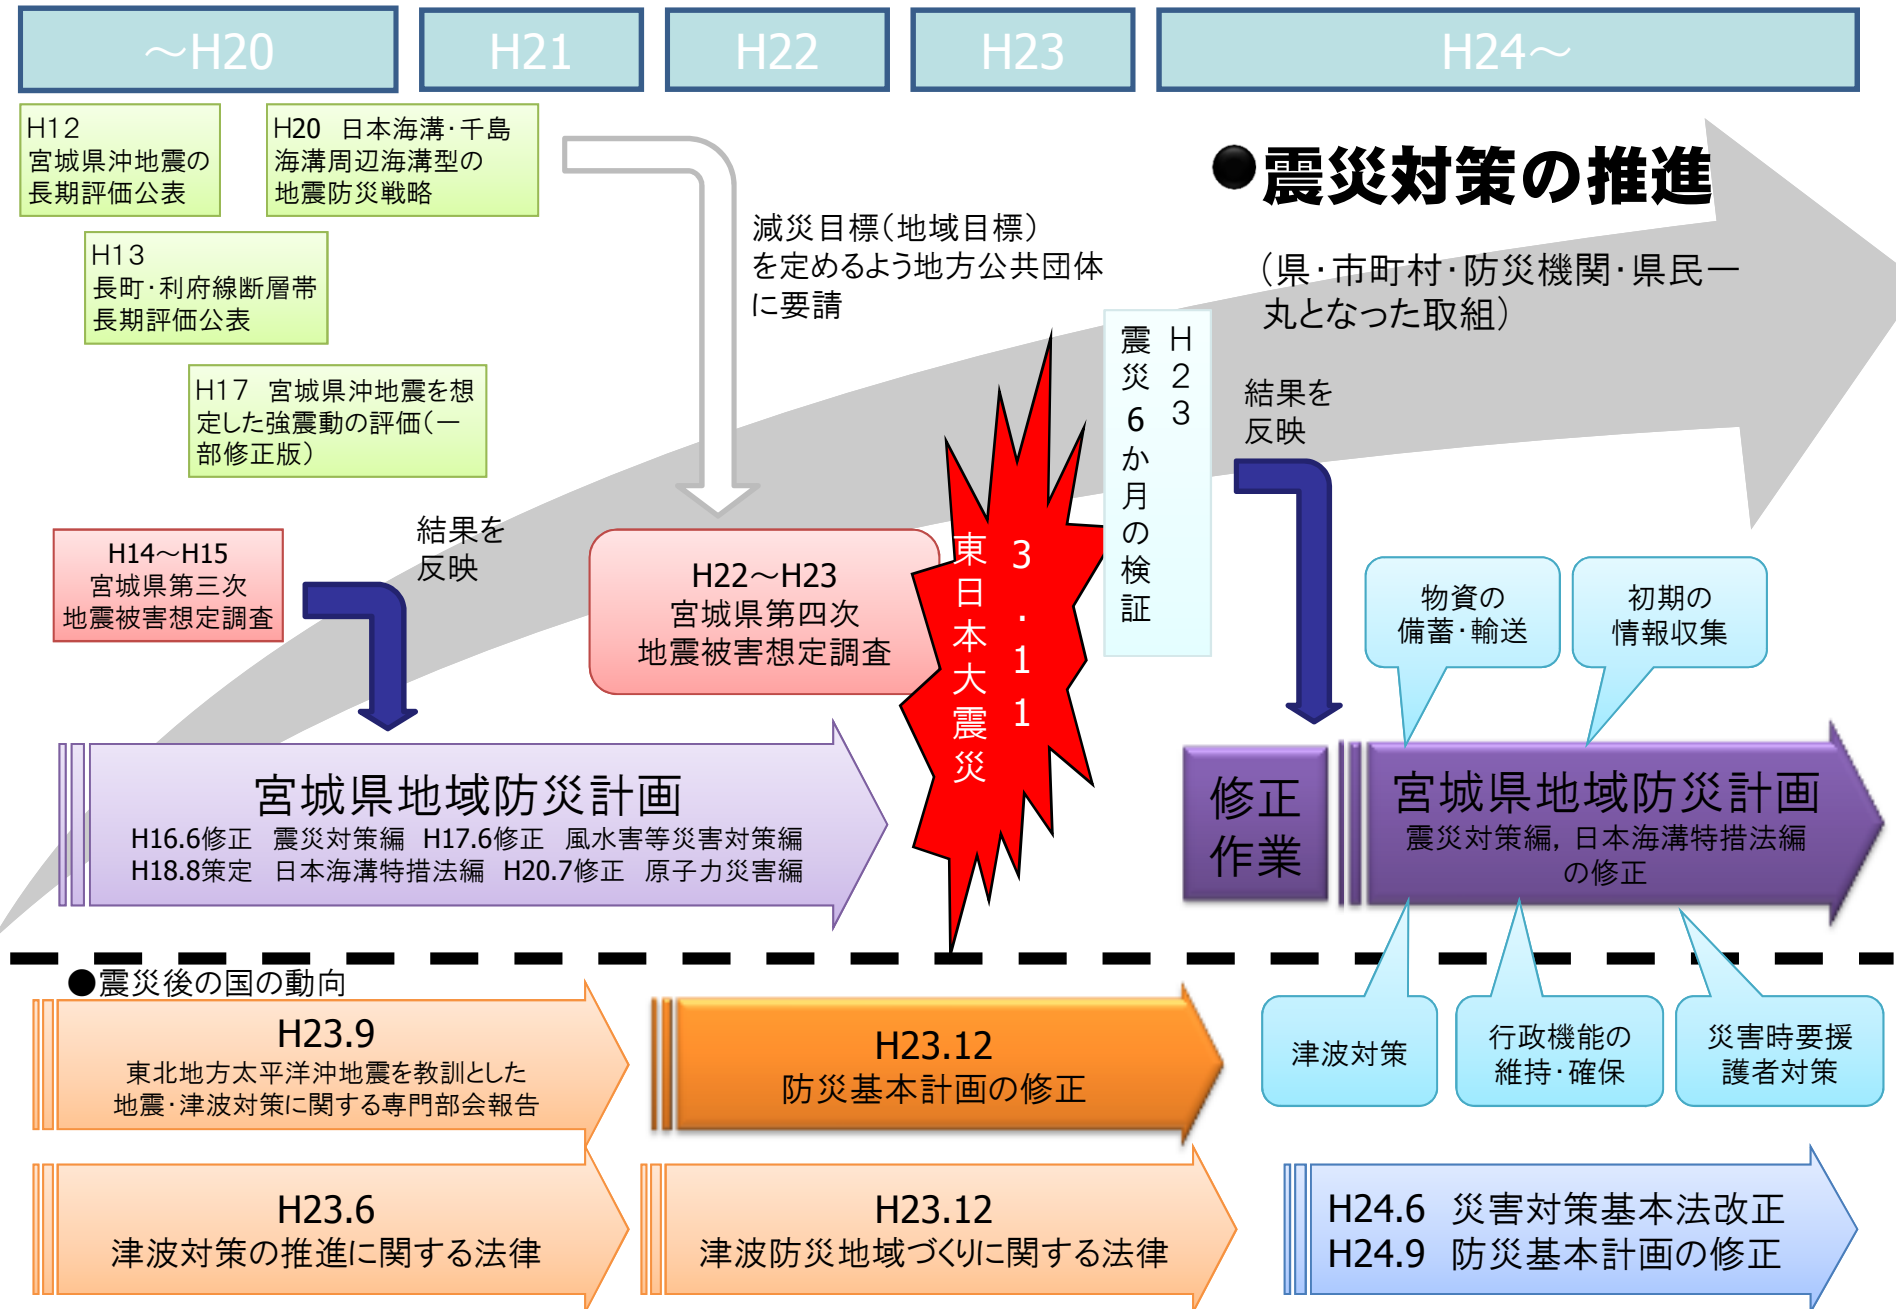 ～H20
H21
H22
H23
H24～
H12
宮城県沖地震の
長期評価公表
H20　日本海溝・千島
海溝周辺海溝型の
地震防災戦略
H13
長町・利府線断層帯
長期評価公表
H17　宮城県沖地震を想
定した強震動の評価（一
部修正版）
減災目標（地域目標）
を定めるよう地方公共団体
に要請
●震災対策の推進
（県・市町村・防災機関・県民一
丸となった取組）
H14～H15
宮城県第三次
地震被害想定調査
結果を
反映
H22～H23
宮城県第四次
地震被害想定調査
3.11
東日本大震災
H23
震災6か月の検証
結果を
反映
物資の
備蓄・輸送
初期の
情報収集
宮城県地域防災計画
H16.6修正　震災対策編　H17.6修正　風水害等災害対策編
H18.8策定　日本海溝特措法編　H20.7修正　原子力災害編
修正
作業
宮城県地域防災計画
震災対策編，日本海溝特措法編
の修正
津波対策
行政機能の
維持・確保
災害時要援
護者対策
●震災後の国の動向
H23.9
東北地方太平洋沖地震を教訓とした
地震・津波対策に関する専門部会報告
H23.12
防災基本計画の修正
H23.6
津波対策の推進に関する法律
H23.12
津波防災地域づくりに関する法律
H24.6　災害対策基本法改正
H24.9　防災基本計画の修正